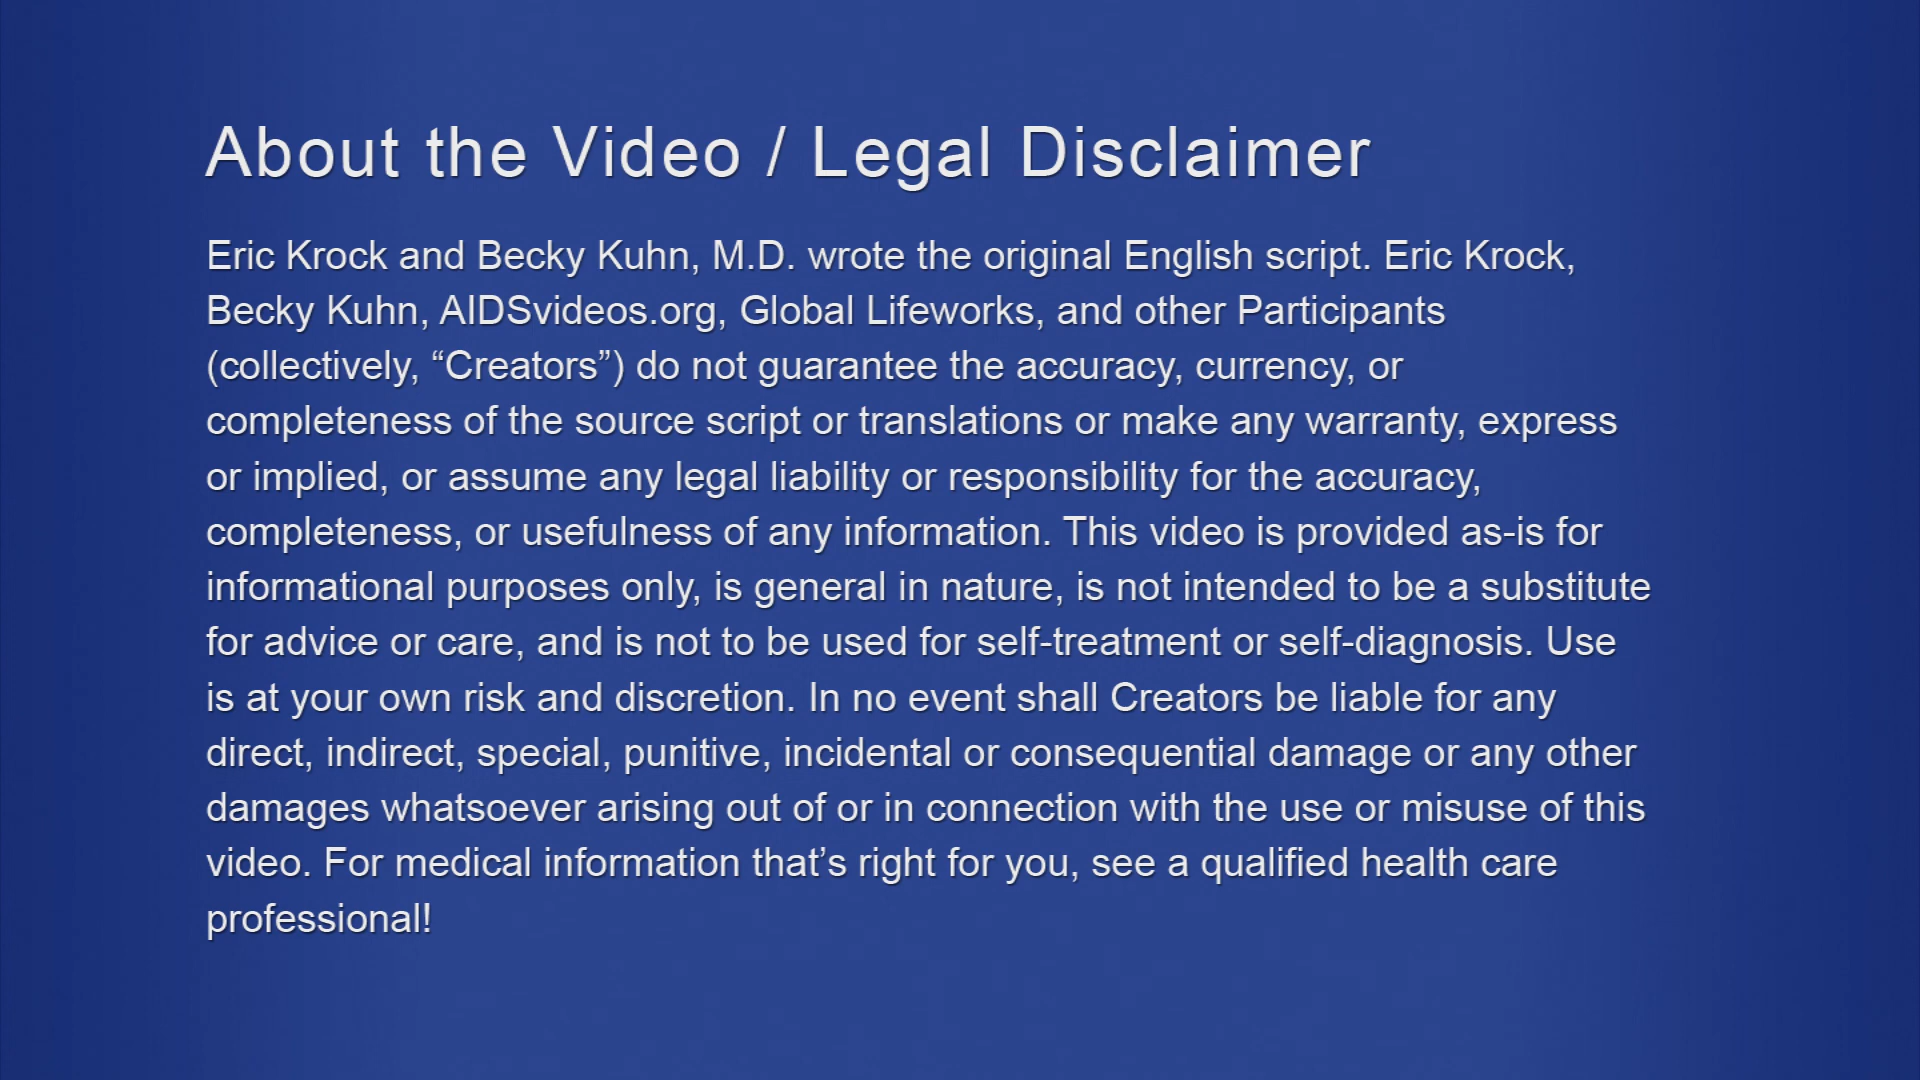 About the Video / Legal Disclaimer
Eric Krock and Becky Kuhn, M.D. wrote the original English script. Eric Krock,
Becky Kuhn, AIDSvideos.org, Global Lifeworks, and other Participants
(collectively, “Creators”) do not guarantee the accuracy, currency, or
completeness of the source script or translations or make any warranty, express
or implied, or assume any legal liability or responsibility for the accuracy,
completeness, or usefulness of any information. This video is provided as-is for
informational purposes only, is general in nature, is not intended to be a substitute
for advice or care, and is not to be used for self-treatment or self-diagnosis. Use
is at your own risk and discretion. In no event shall Creators be liable for any
direct, indirect, special, punitive, incidental or consequential damage or any other
damages whatsoever arising out of or in connection with the use or misuse of this
video. For medical information that’s right for you, see a qualified health care
professional!